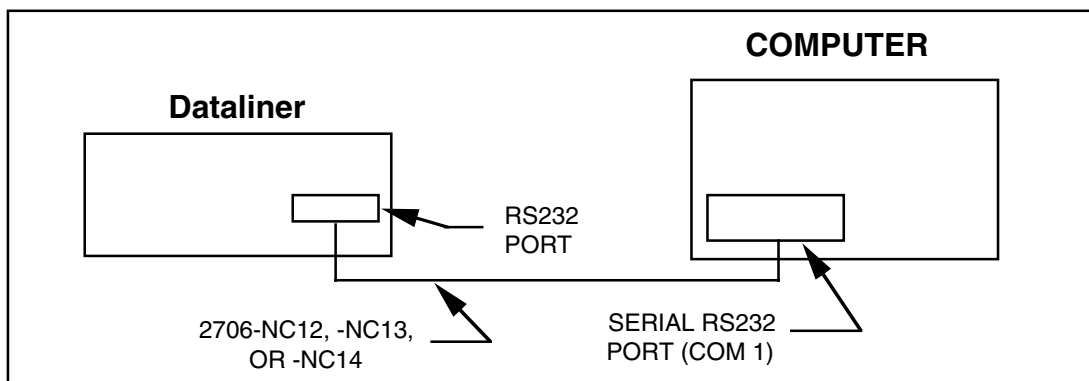 COMPUTER
Dataliner
RS232
PORT
2706-NC12, -NC13,
OR -NC14
SERIAL RS232
PORT (COM 1)